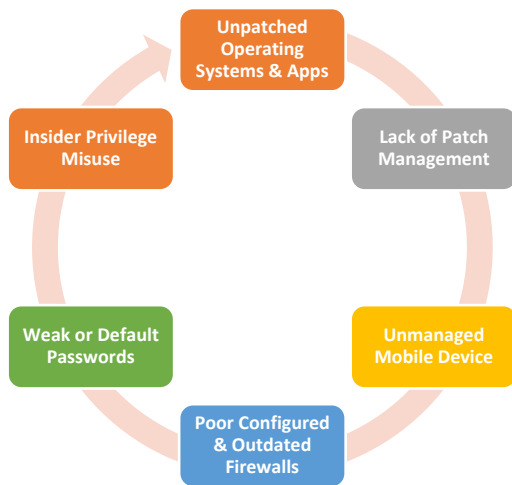 Unpatched
Operating
Systems & Apps
Lack of Patch
Management
Unmanaged
Mobile Device
Poor Configured
& Outdated
Firewalls
Weak or Default
Passwords
Insider Privilege
Misuse